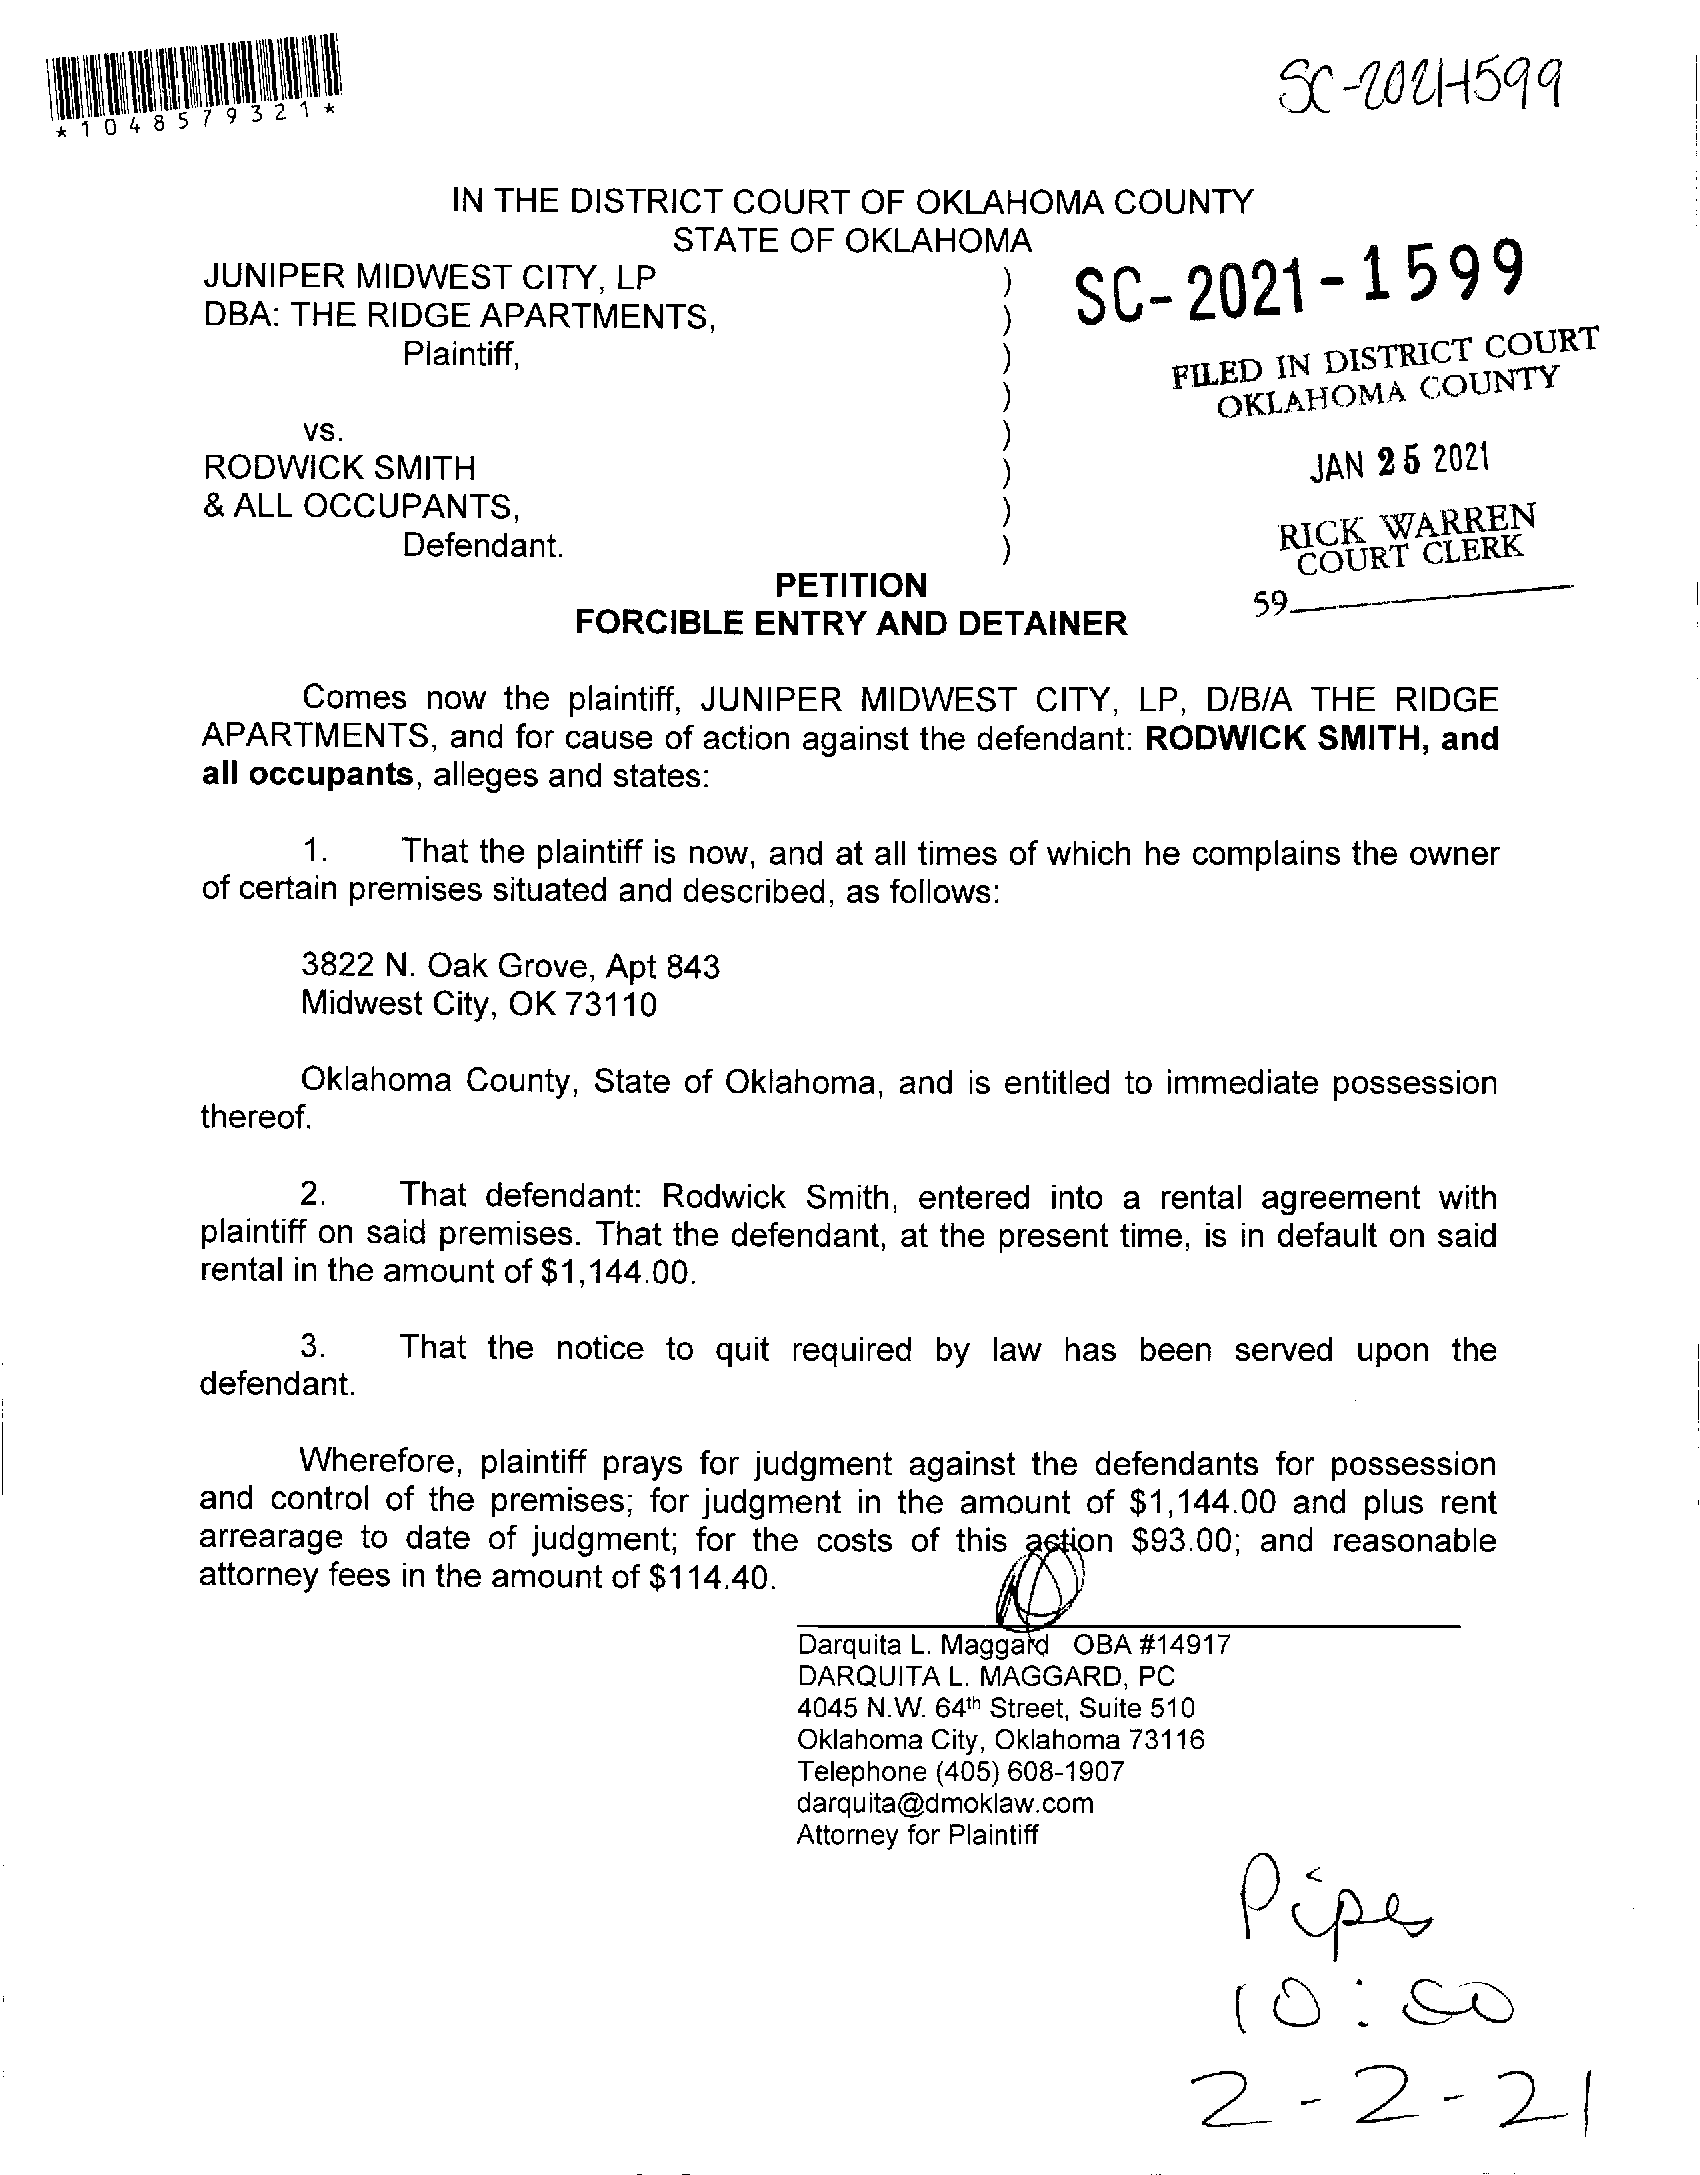 SC-2021-1599
*1048579321*
IN THE DISTRICT COURT OF OKLAHOMA COUNTY
STATE OF OKLAHOMA
JUNIPER MIDWEST CITY, LP )
DBA: THE RIDGE APARTMENTS, )
Plaintiff, )
)
vs. )
RODWICK SMITH )
& ALL OCCUPANTS, )
Defendant. )
SC-2021-1599
FILED IN DISTRICT COURT
OKLAHOMA COUNTY
JAN 25 2021
RICK WARREN
COURT CLERK
59
PETITION
FORCIBLE ENTRY AND DETAINER
Comes now the plaintiff, JUNIPER MIDWEST CITY, LP, D/B/A THE RIDGE
APARTMENTS, and for cause of action against the defendant: RODWICK SMITH, and
all occupants, alleges and states:
1. That the plaintiff is now, and at all times of which he complains the owner
of certain premises situated and described, as follows:
3822 N. Oak Grove, Apt 843
Midwest City, OK 73110
Oklahoma County, State of Oklahoma, and is entitled to immediate possession
thereof.
2. That defendant: Rodwick Smith, entered into a rental agreement with
plaintiff on said premises. That the defendant, at the present time, is in default on said
rental in the amount of $1,144.00.
3. That the notice to quit required by law has been served upon the
defendant.
Wherefore, plaintiff prays for judgment against the defendants for possession
and control of the premises; for judgment in the amount of $1,144.00 and plus rent
arrearage to date of judgment; for the costs of this action $93.00; and reasonable
attorney fees in the amount of $114.40.
Darquita L. Maggard OBA #14917
DARQUITA L. MAGGARD, PC
4045 N.W. 64th Street, Suite 510
Oklahoma City, Oklahoma 73116
Telephone (405) 608-1907
darquita@dmoklaw.com
Attorney for Plaintiff
Pipes
10:00
2-2-21